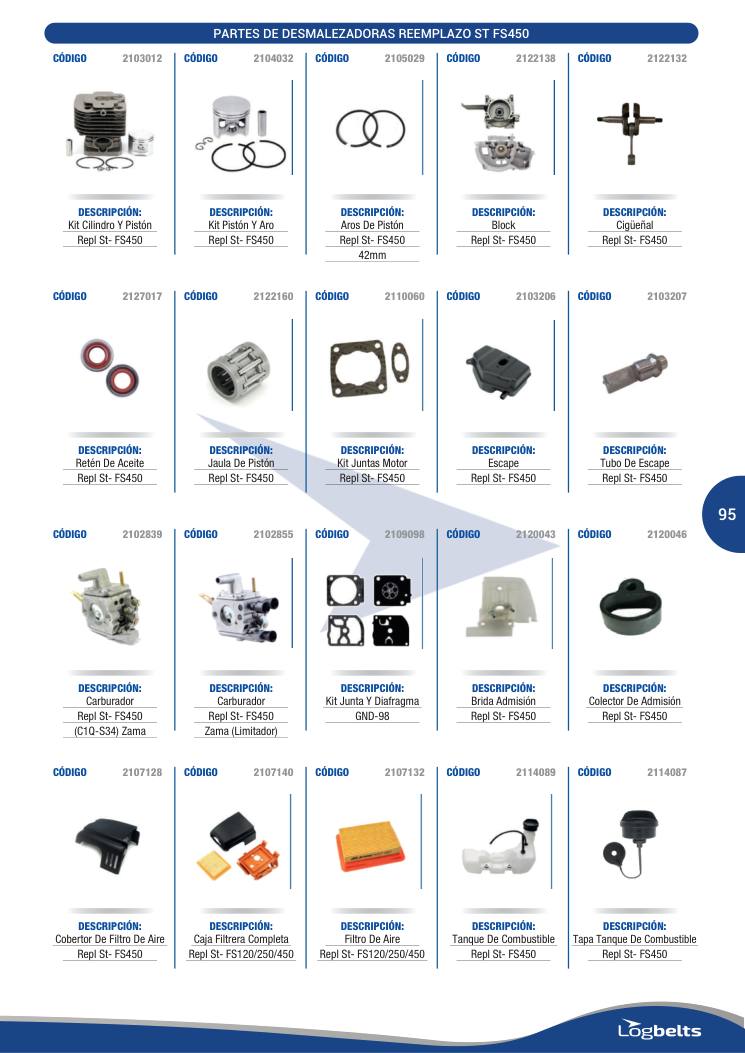 PARTES DE DESMALEZADORAS REEMPLAZO ST FS450
CÓDIGO 2103012
DESCRIPCIÓN:
Kit Cilindro Y Pistón
Repl St- FS450
CÓDIGO 2104032
DESCRIPCIÓN:
Kit Pistón Y Aro
Repl St- FS450
CÓDIGO 2105029
DESCRIPCIÓN:
Aros De Pistón
Repl St- FS450
42mm
CÓDIGO 2122138
DESCRIPCIÓN:
Block
Repl St- FS450
CÓDIGO 2122132
DESCRIPCIÓN:
Cigüeñal
Repl St- FS450
CÓDIGO 2127017
DESCRIPCIÓN:
Retén De Aceite
Repl St- FS450
CÓDIGO 2122160
DESCRIPCIÓN:
Jaula De Pistón
Repl St- FS450
CÓDIGO 2110060
DESCRIPCIÓN:
Kit Juntas Motor
Repl St- FS450
CÓDIGO 2103206
DESCRIPCIÓN:
Escape
Repl St- FS450
CÓDIGO 2103207
DESCRIPCIÓN:
Tubo De Escape
Repl St- FS450
95
CÓDIGO 2102839
DESCRIPCIÓN:
Carburador
Repl St- FS450
(C1Q-S34) Zama
CÓDIGO 2102855
DESCRIPCIÓN:
Carburador
Repl St- FS450
Zama (Limitador)
CÓDIGO 2109098
DESCRIPCIÓN:
Kit Junta Y Diafragma
GND-98
CÓDIGO 2120043
DESCRIPCIÓN:
Brida Admisión
Repl St- FS450
CÓDIGO 2120046
DESCRIPCIÓN:
Colector De Admisión
Repl St- FS450
CÓDIGO 2107128
DESCRIPCIÓN:
Cobertor De Filtro De Aire
Repl St- FS450
CÓDIGO 2107140
DESCRIPCIÓN:
Caja Filtrera Completa
Repl St- FS120/250/450
CÓDIGO 2107132
DESCRIPCIÓN:
Filtro De Aire
Repl St- FS120/250/450
CÓDIGO 2114089
DESCRIPCIÓN:
Tanque De Combustible
Repl St- FS450
CÓDIGO 2114087
DESCRIPCIÓN:
Tapa Tanque De Combustible
Repl St- FS450
Logbelts